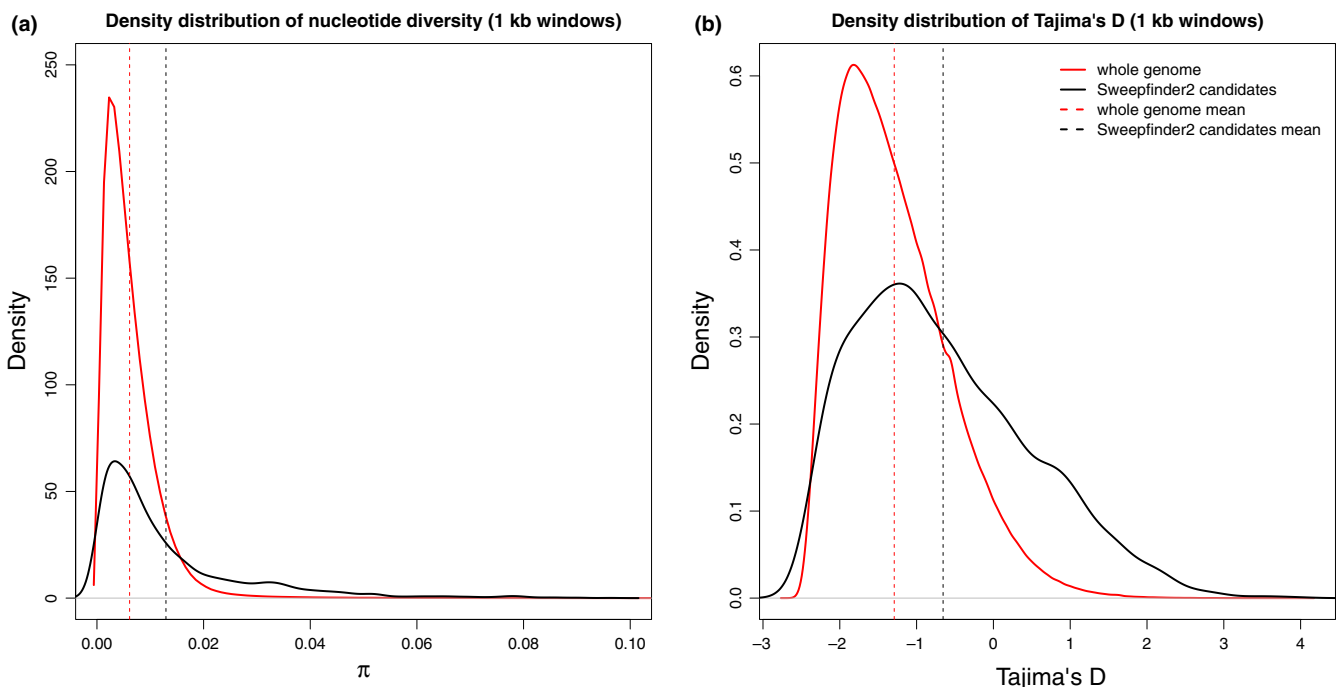 (a)
Density distribution of nucleotide diversity (1 kb windows)
250
200
150
100
50
0
Density
0.00 0.02 0.04 0.06 0.08 0.10
π
(b)
Density distribution of Tajima's D (1 kb windows)
whole genome
Sweepfinder2 candidates
whole genome mean
Sweepfinder2 candidates mean
0.6
0.5
0.4
0.3
0.2
0.1
0.0
Density
−3 −2 −1 0 1 2 3 4
Tajima's D